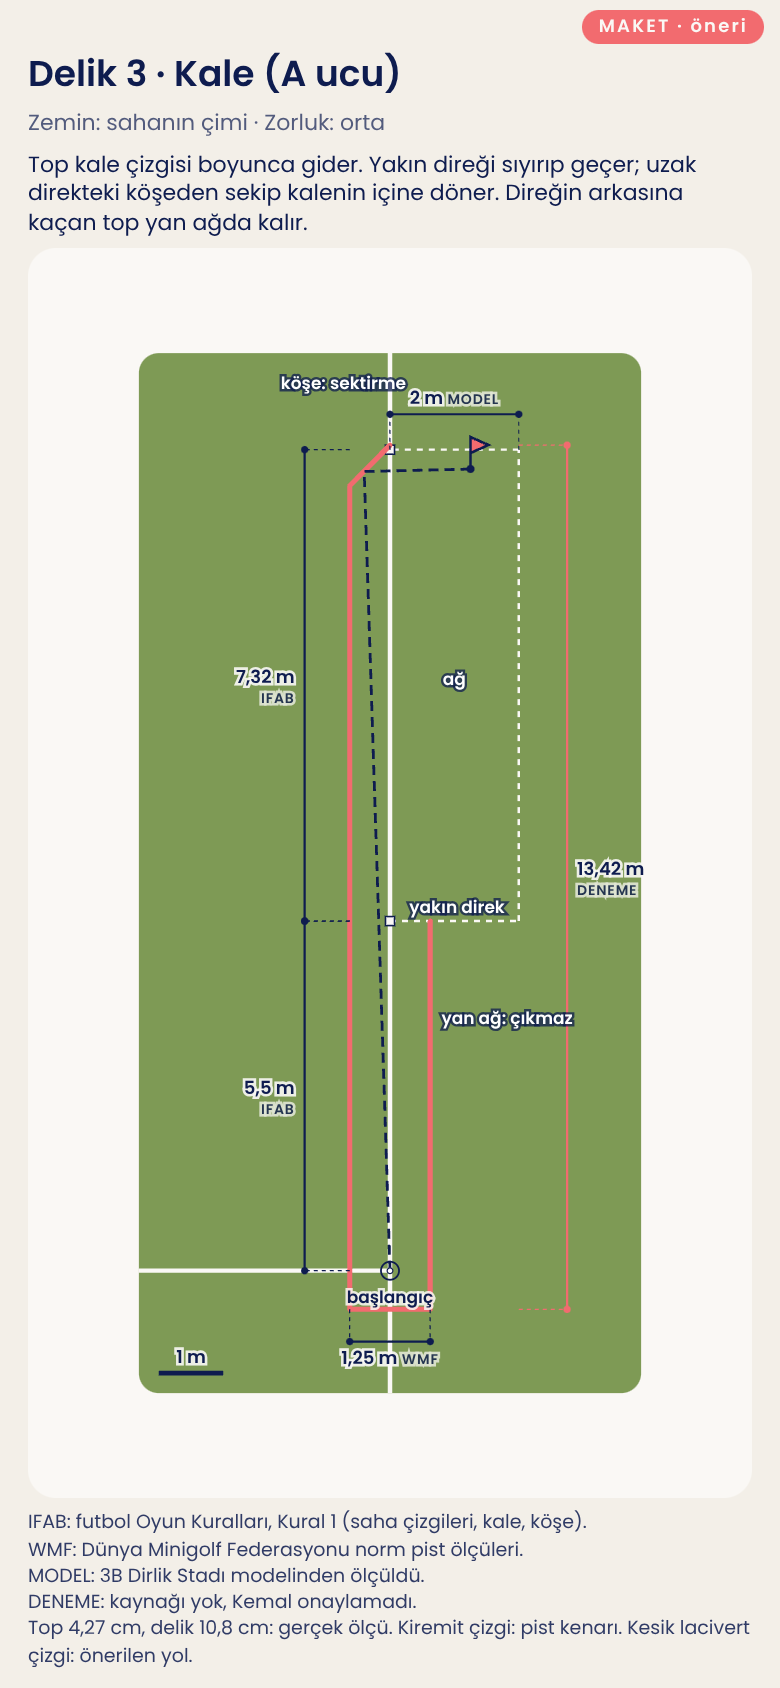 MAKET · öneri
Delik 3 · Kale (A ucu)
Zemin: sahanın çimi · Zorluk: orta
Top kale çizgisi boyunca gider. Yakın direği sıyırıp geçer; uzak
direkteki köşeden sekip kalenin içine döner. Direğin arkasına
kaçan top yan ağda kalır.
köşe: sektirme
2 m MODEL
7,32 m
IFAB
ağ
13,42 m
DENEME
yakın direk
yan ağ: çıkmaz
5,5 m
IFAB
başlangıç
1 m
1,25 m WMF
IFAB: futbol Oyun Kuralları, Kural 1 (saha çizgileri, kale, köşe).
WMF: Dünya Minigolf Federasyonu norm pist ölçüleri.
MODEL: 3B Dirlik Stadı modelinden ölçüldü.
DENEME: kaynağı yok, Kemal onaylamadı.
Top 4,27 cm, delik 10,8 cm: gerçek ölçü. Kiremit çizgi: pist kenarı. Kesik lacivert
çizgi: önerilen yol.